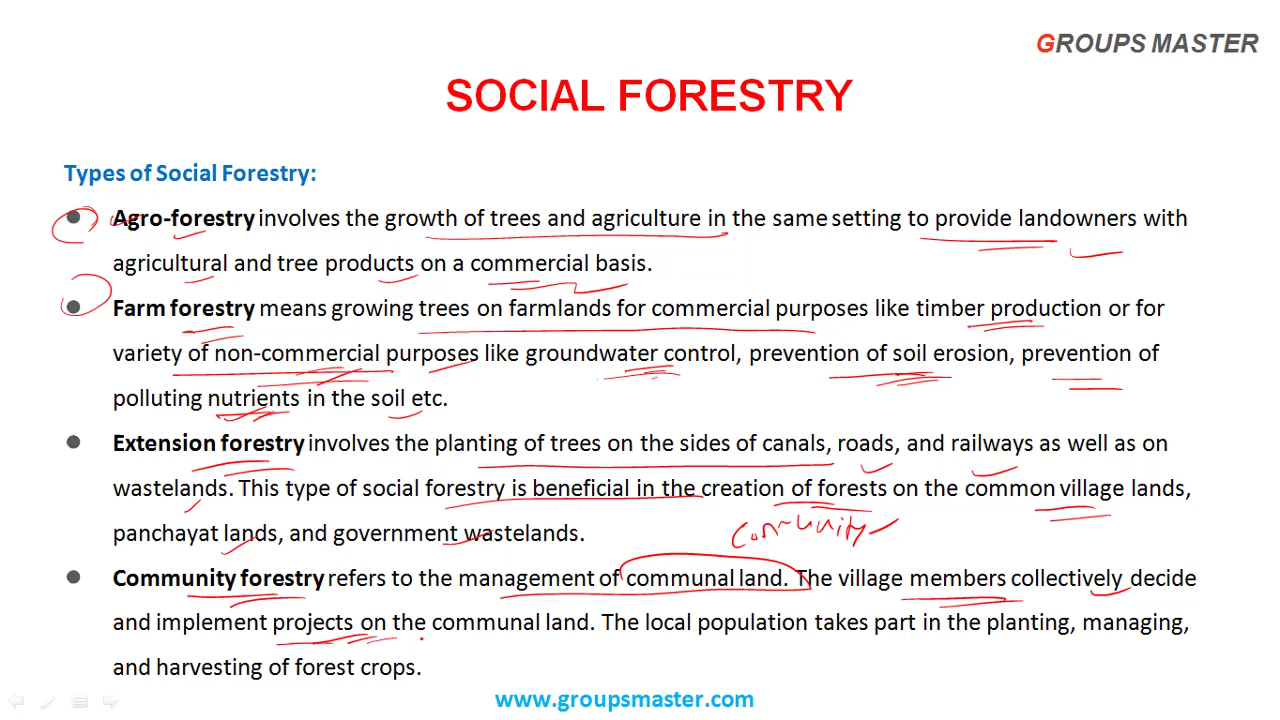 GROUPS MASTER
SOCIAL FORESTRY
Types of Social Forestry:
● Agro-forestry involves the growth of trees and agriculture in the same setting to provide landowners with
agricultural and tree products on a commercial basis.
● Farm forestry means growing trees on farmlands for commercial purposes like timber production or for
variety of non-commercial purposes like groundwater control, prevention of soil erosion, prevention of
polluting nutrients in the soil etc.
● Extension forestry involves the planting of trees on the sides of canals, roads, and railways as well as on
wastelands. This type of social forestry is beneficial in the creation of forests on the common village lands,
panchayat lands, and government wastelands.
Community
● Community forestry refers to the management of communal land. The village members collectively decide
and implement projects on the communal land. The local population takes part in the planting, managing,
and harvesting of forest crops.
www.groupsmaster.com